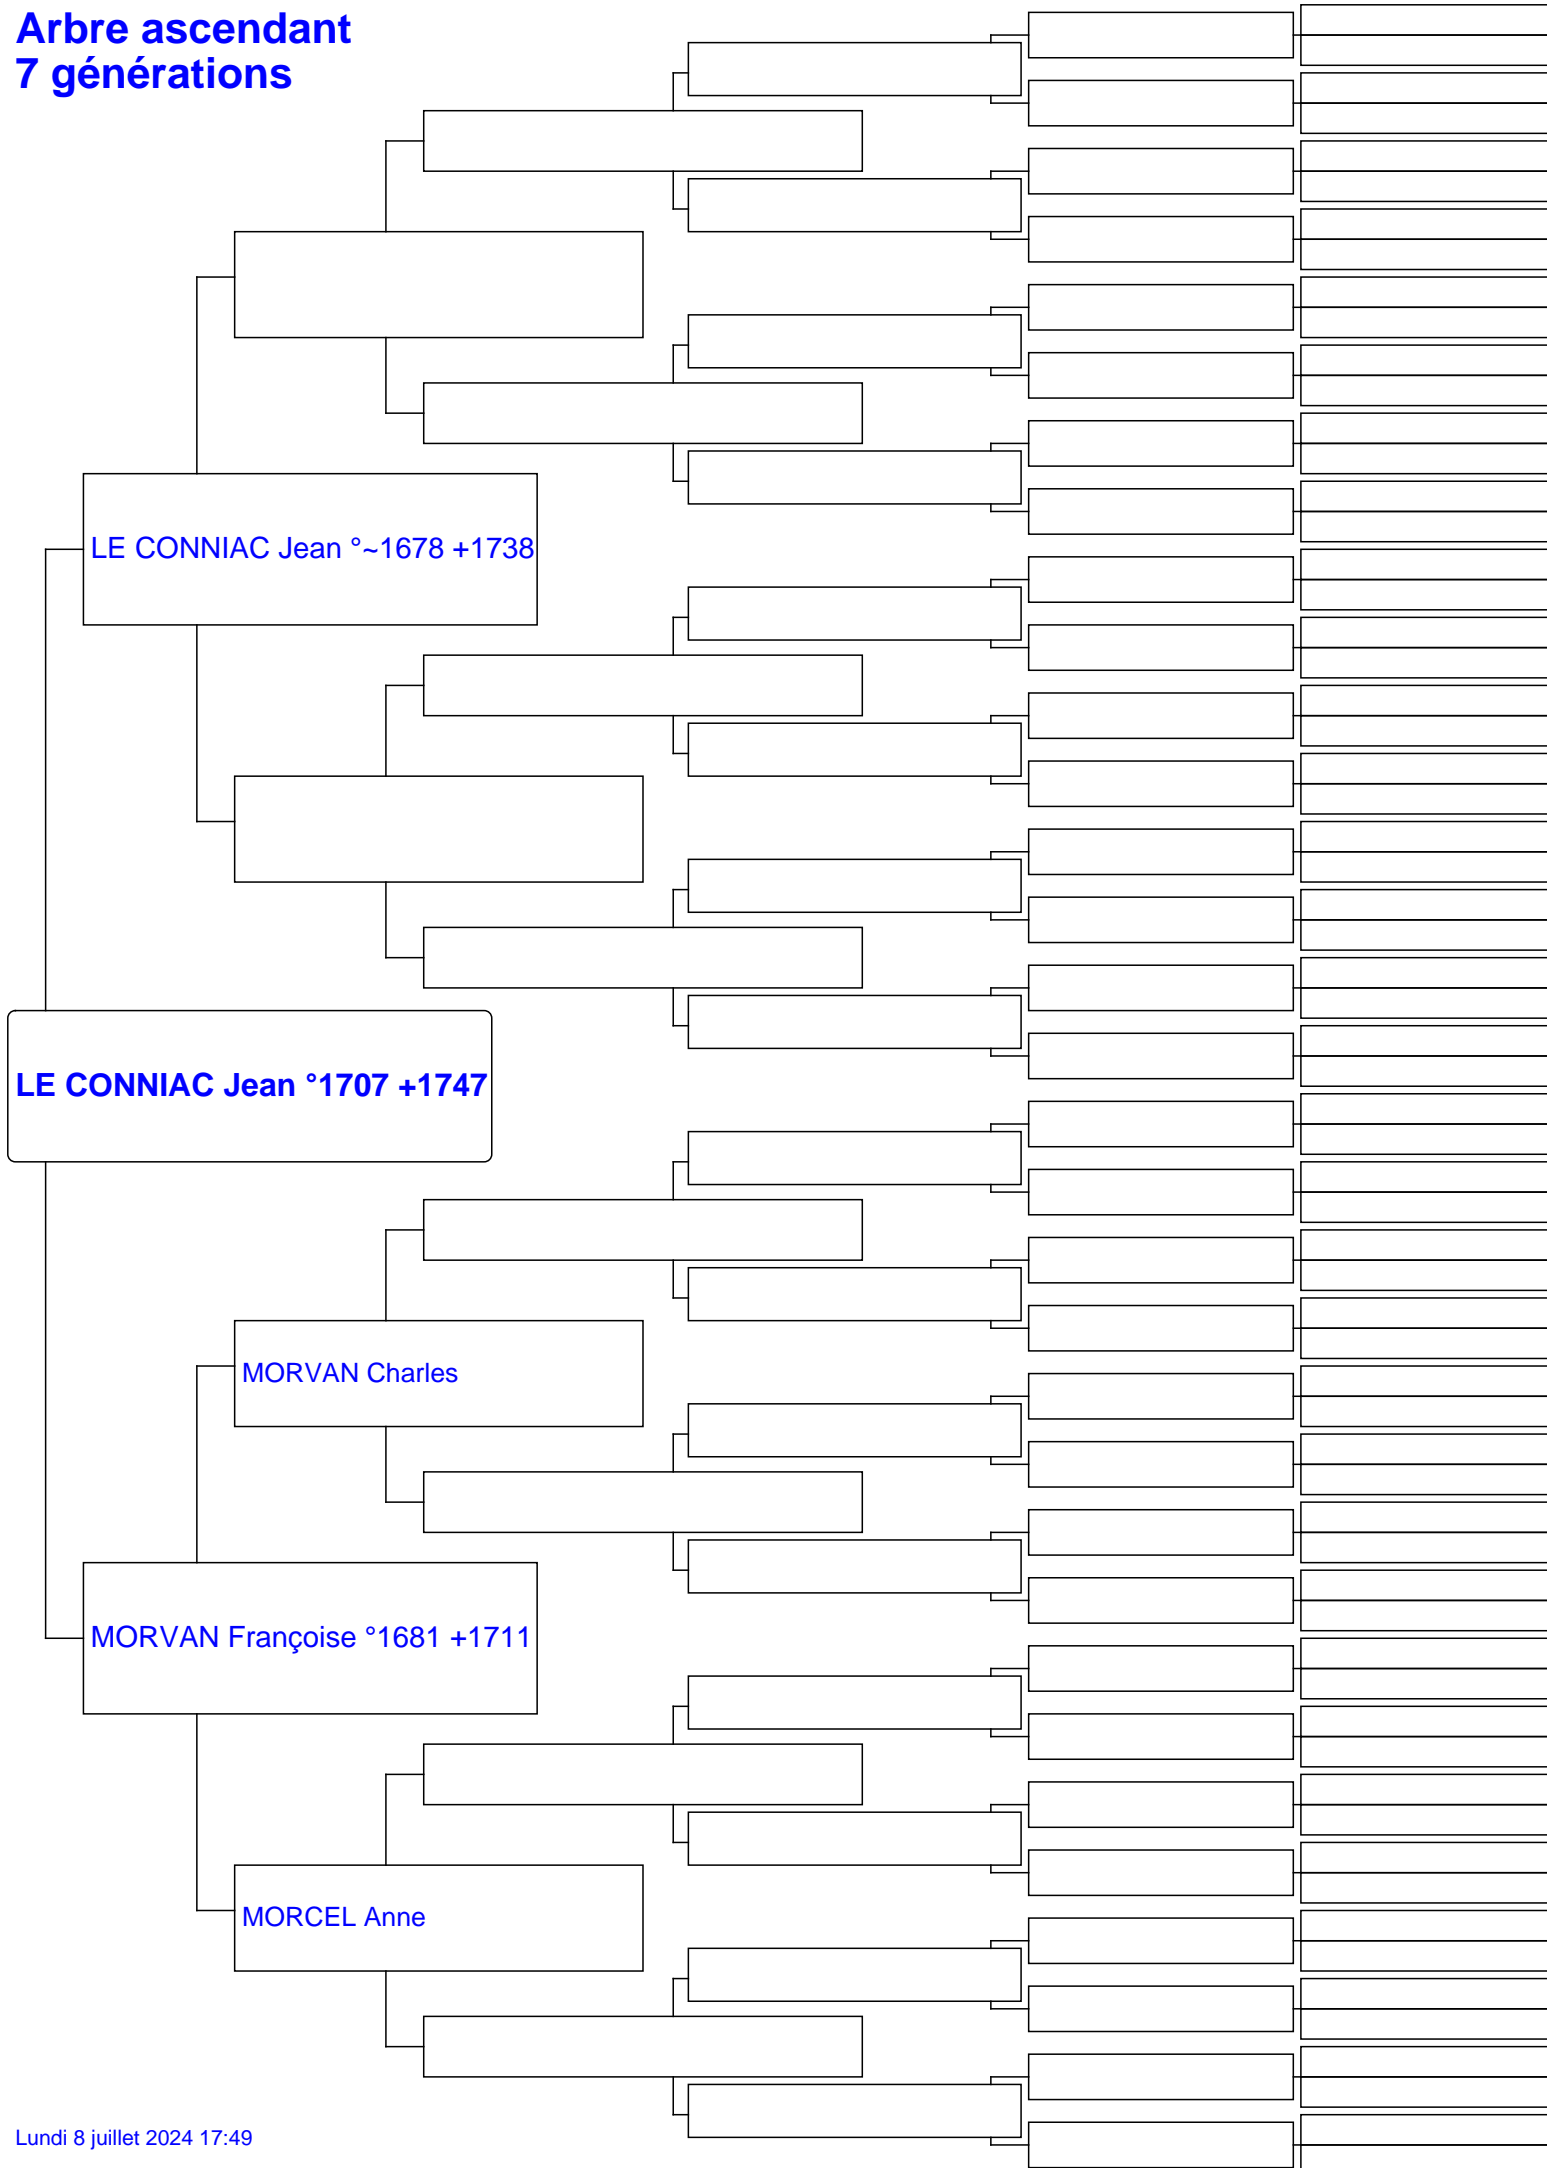 Arbre ascendant
7 générations
LE CONNIAC Jean °~1678 +1738
LE CONNIAC Jean °1707 +1747
MORVAN Charles
MORVAN Françoise °1681 +1711
MORCEL Anne
Lundi 8 juillet 2024 17:49